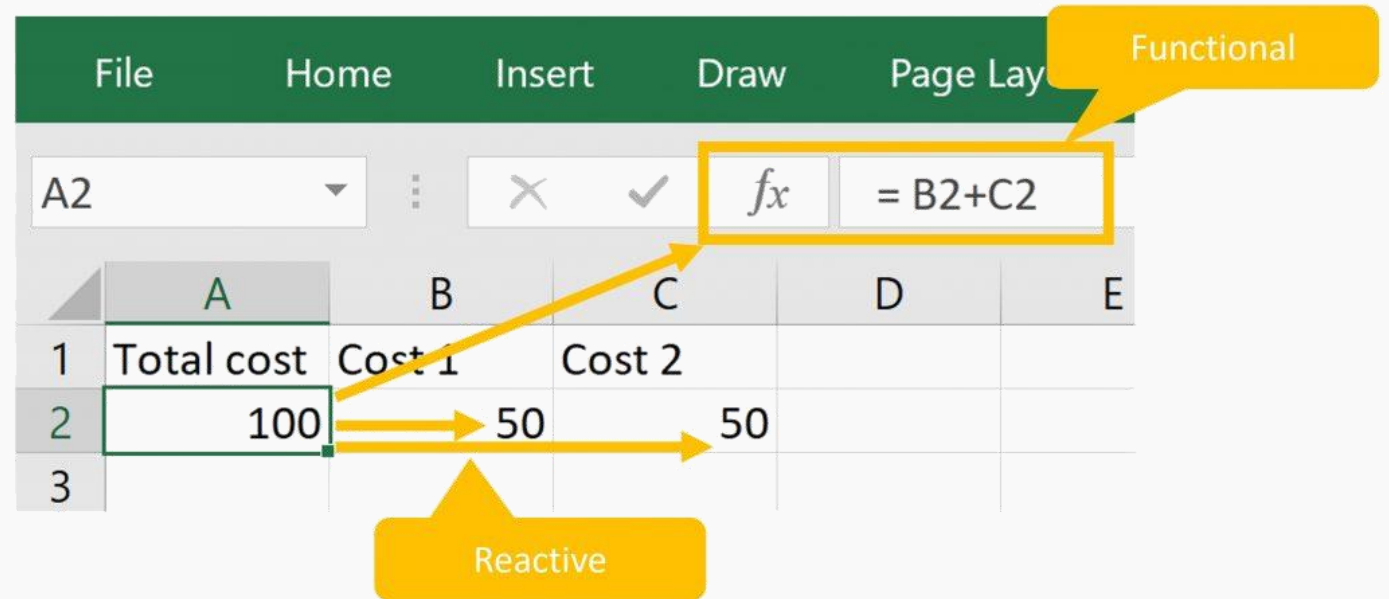 Functional
File Home Insert Draw Page Lay
A2 fx = B2+C2
A B C D E
1 Total cost Cost 1 Cost 2
2 100 50 50
3
Reactive